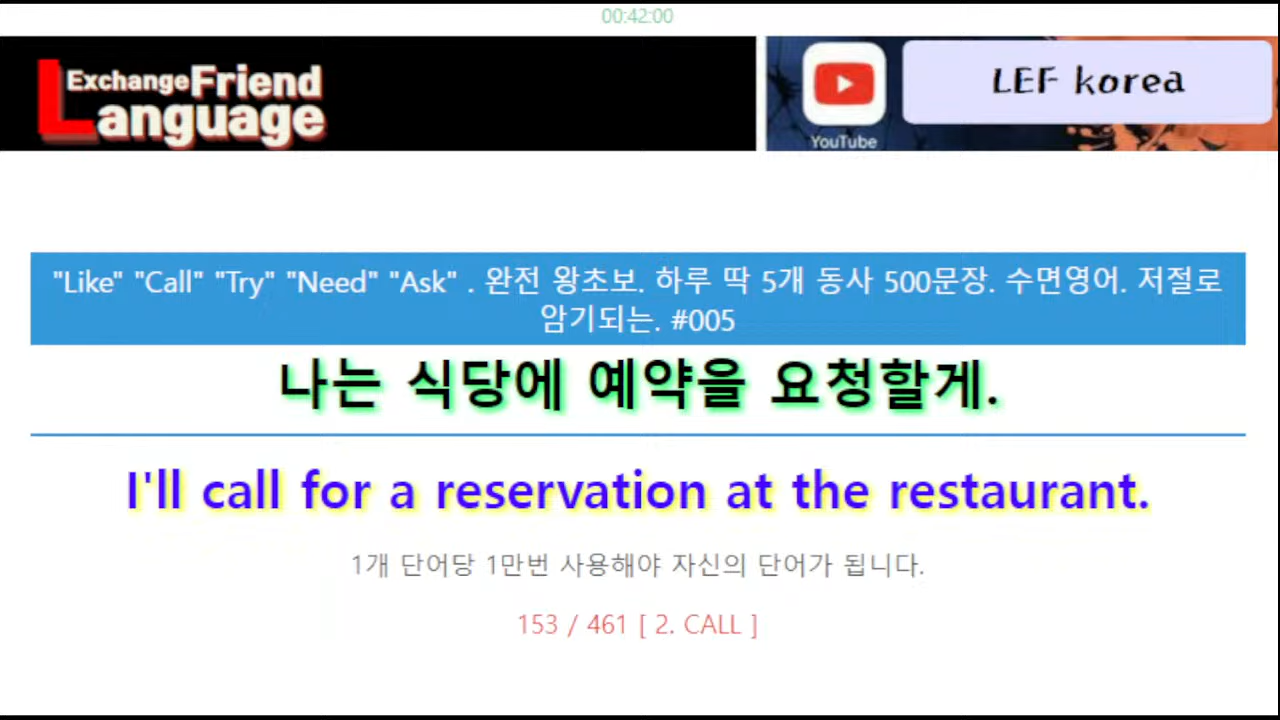 00:42:00
ExchangeFriend
Language
LEF korea
YouTube
"Like" "Call" "Try" "Need" "Ask" . 완전 왕초보. 하루 딱 5개 동사 500문장. 수면영어. 저절로
암기되는. #005
나는 식당에 예약을 요청할게.
I'll call for a reservation at the restaurant.
1개 단어당 1만번 사용해야 자신의 단어가 됩니다.
153 / 461 [ 2. CALL ]